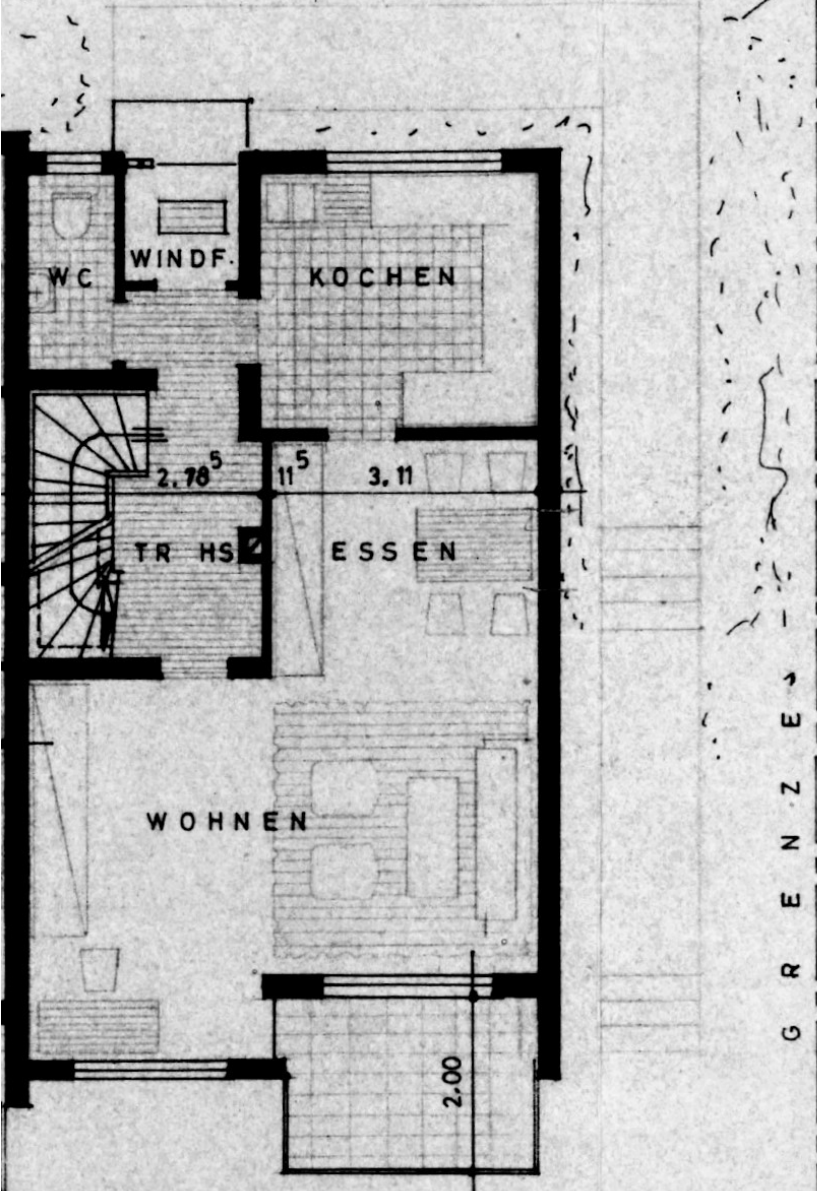 WINDF.
WC
KOCHEN
2.78⁵
11⁵
3.11
TR HS
ESSEN
WOHNEN
2.00
GRENZE